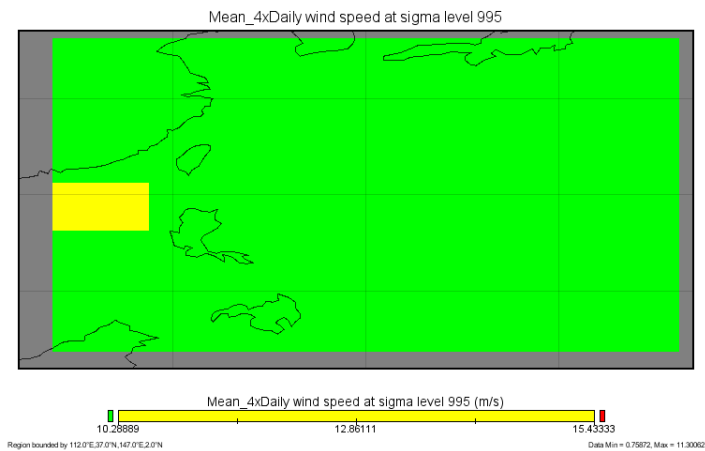 Mean_4xDaily wind speed at sigma level 995
Mean_4xDaily wind speed at sigma level 995 (m/s)
10.28889 12.86111 15.43333
Region bounded by 112.0°E,37.0°N,147.0°E,2.0°N Data Min = 0.75872, Max = 11.30062